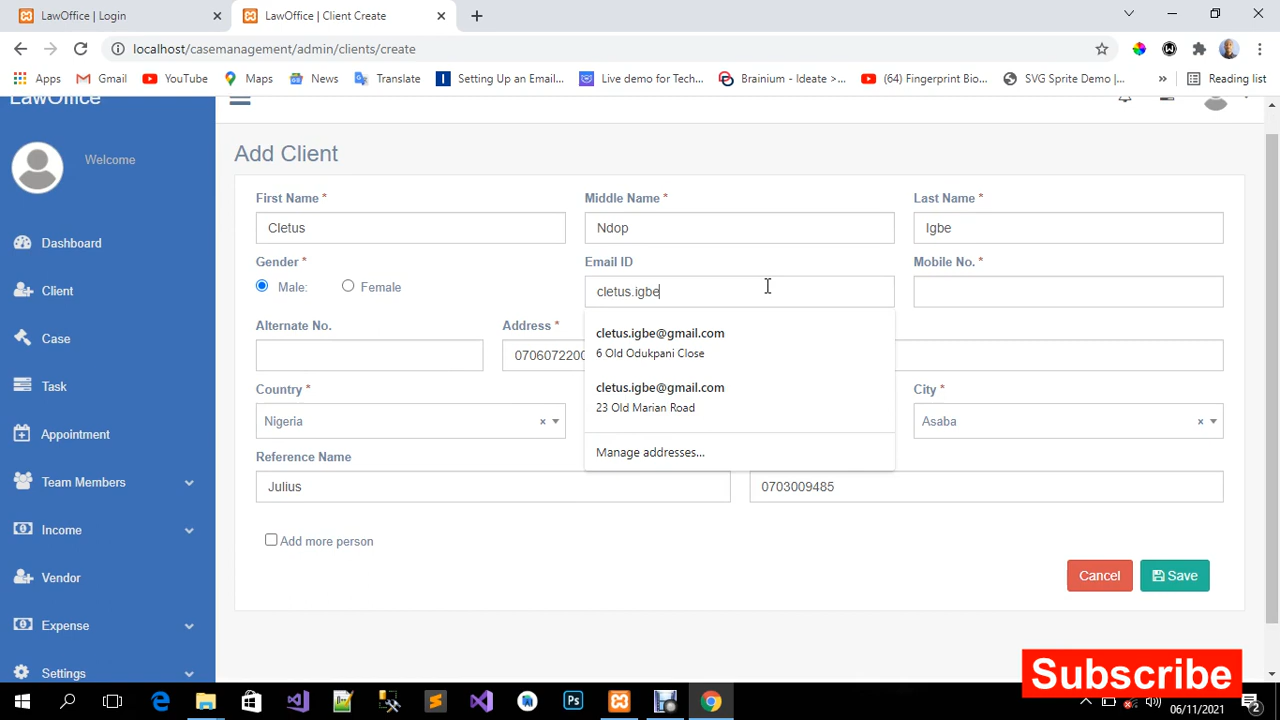 LawOffice | Login
LawOffice | Client Create
localhost/casemanagement/admin/clients/create
Apps
Gmail
YouTube
Maps
News
Translate
Setting Up an Email...
Live demo for Tech...
Brainium - Ideate >...
(64) Fingerprint Bio...
SVG Sprite Demo |...
Reading list
LawOffice
Welcome
Dashboard
Client
Case
Task
Appointment
Team Members
Income
Vendor
Expense
Settings
Add Client
First Name *
Middle Name *
Last Name *
Cletus
Ndop
Igbe
Gender *
Email ID
Mobile No. *
Male:
Female
cletus.igbe
Alternate No.
Address *
cletus.igbe@gmail.com
6 Old Odukpani Close
0706072200
cletus.igbe@gmail.com
23 Old Marian Road
Country *
City *
Nigeria
Asaba
Manage addresses...
Reference Name
Julius
0703009485
Add more person
Cancel
Save
Subscribe
06/11/2021
2